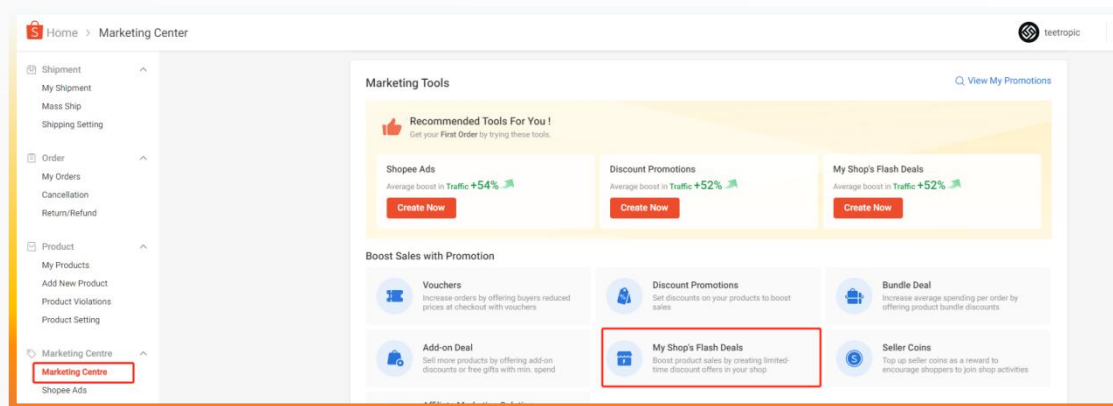 S Home > Marketing Center
teetropic
Shipment
My Shipment
Mass Ship
Shipping Setting
Order
My Orders
Cancellation
Return/Refund
Product
My Products
Add New Product
Product Violations
Product Setting
Marketing Centre
Marketing Centre
Shopee Ads
Marketing Tools
View My Promotions
Recommended Tools For You !
Get your First Order by trying these tools.
Shopee Ads
Average boost in Traffic +54%
Create Now
Discount Promotions
Average boost in Traffic +52%
Create Now
My Shop's Flash Deals
Average boost in Traffic +52%
Create Now
Boost Sales with Promotion
Vouchers
Increase orders by offering buyers reduced
prices at checkout with vouchers
Discount Promotions
Set discounts on your products to boost
sales
Bundle Deal
Increase average spending per order by
offering product bundle discounts
Add-on Deal
Sell more products by offering add-on
discounts or free gifts with min. spend
My Shop's Flash Deals
Boost product sales by creating limited-
time discount offers in your shop
Seller Coins
Top up seller coins as a reward to
encourage shoppers to join shop activities